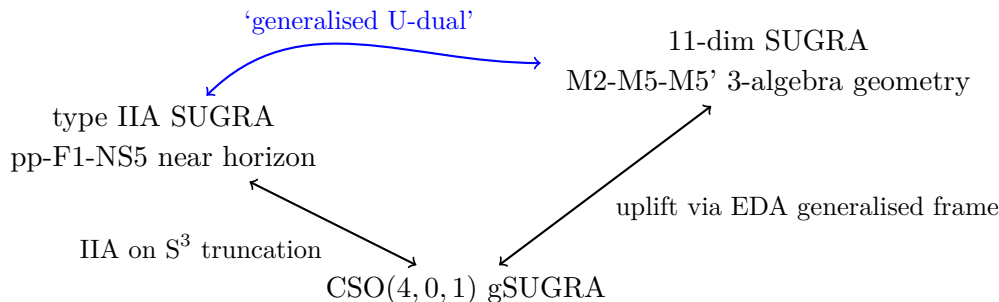 ‘generalised U-dual’
11-dim SUGRA
M2-M5-M5' 3-algebra geometry
type IIA SUGRA
pp-F1-NS5 near horizon
uplift via EDA generalised frame
IIA on S³ truncation
CSO(4, 0, 1) gSUGRA